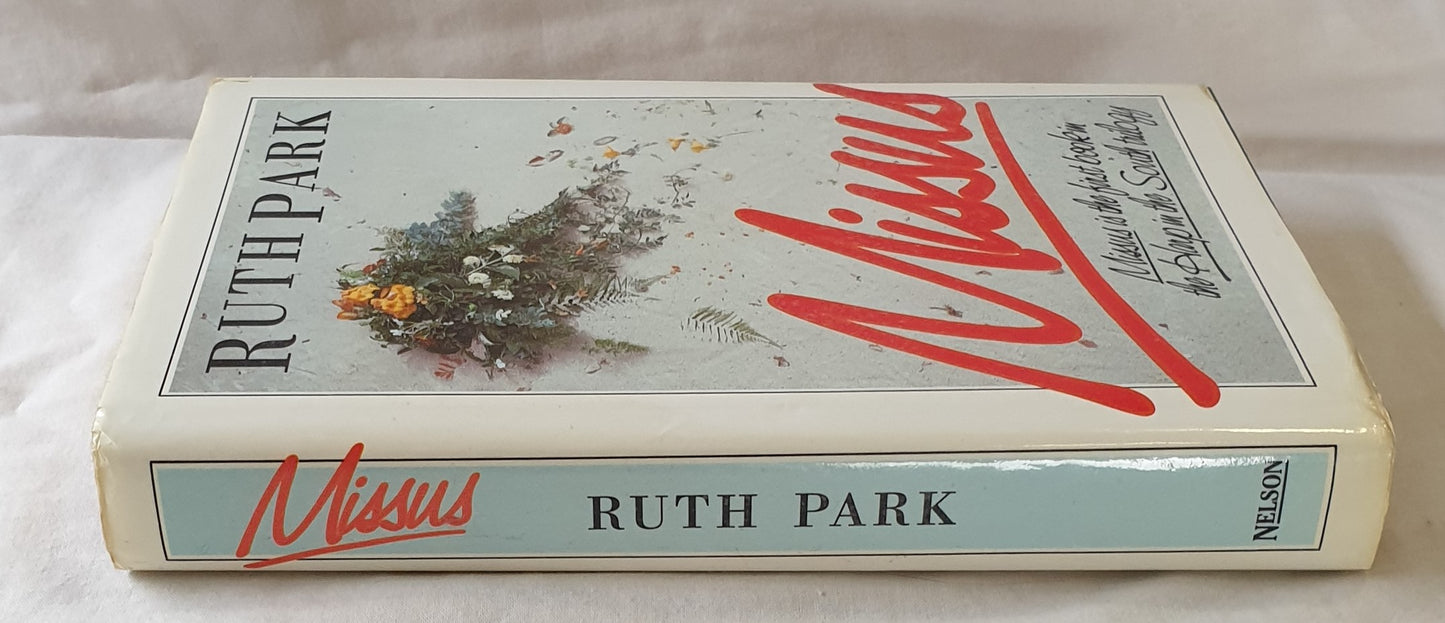 RUTH PARK
Missus
Missus is the first book in
the Harp in the South trilogy
Missus
RUTH PARK
NELSON